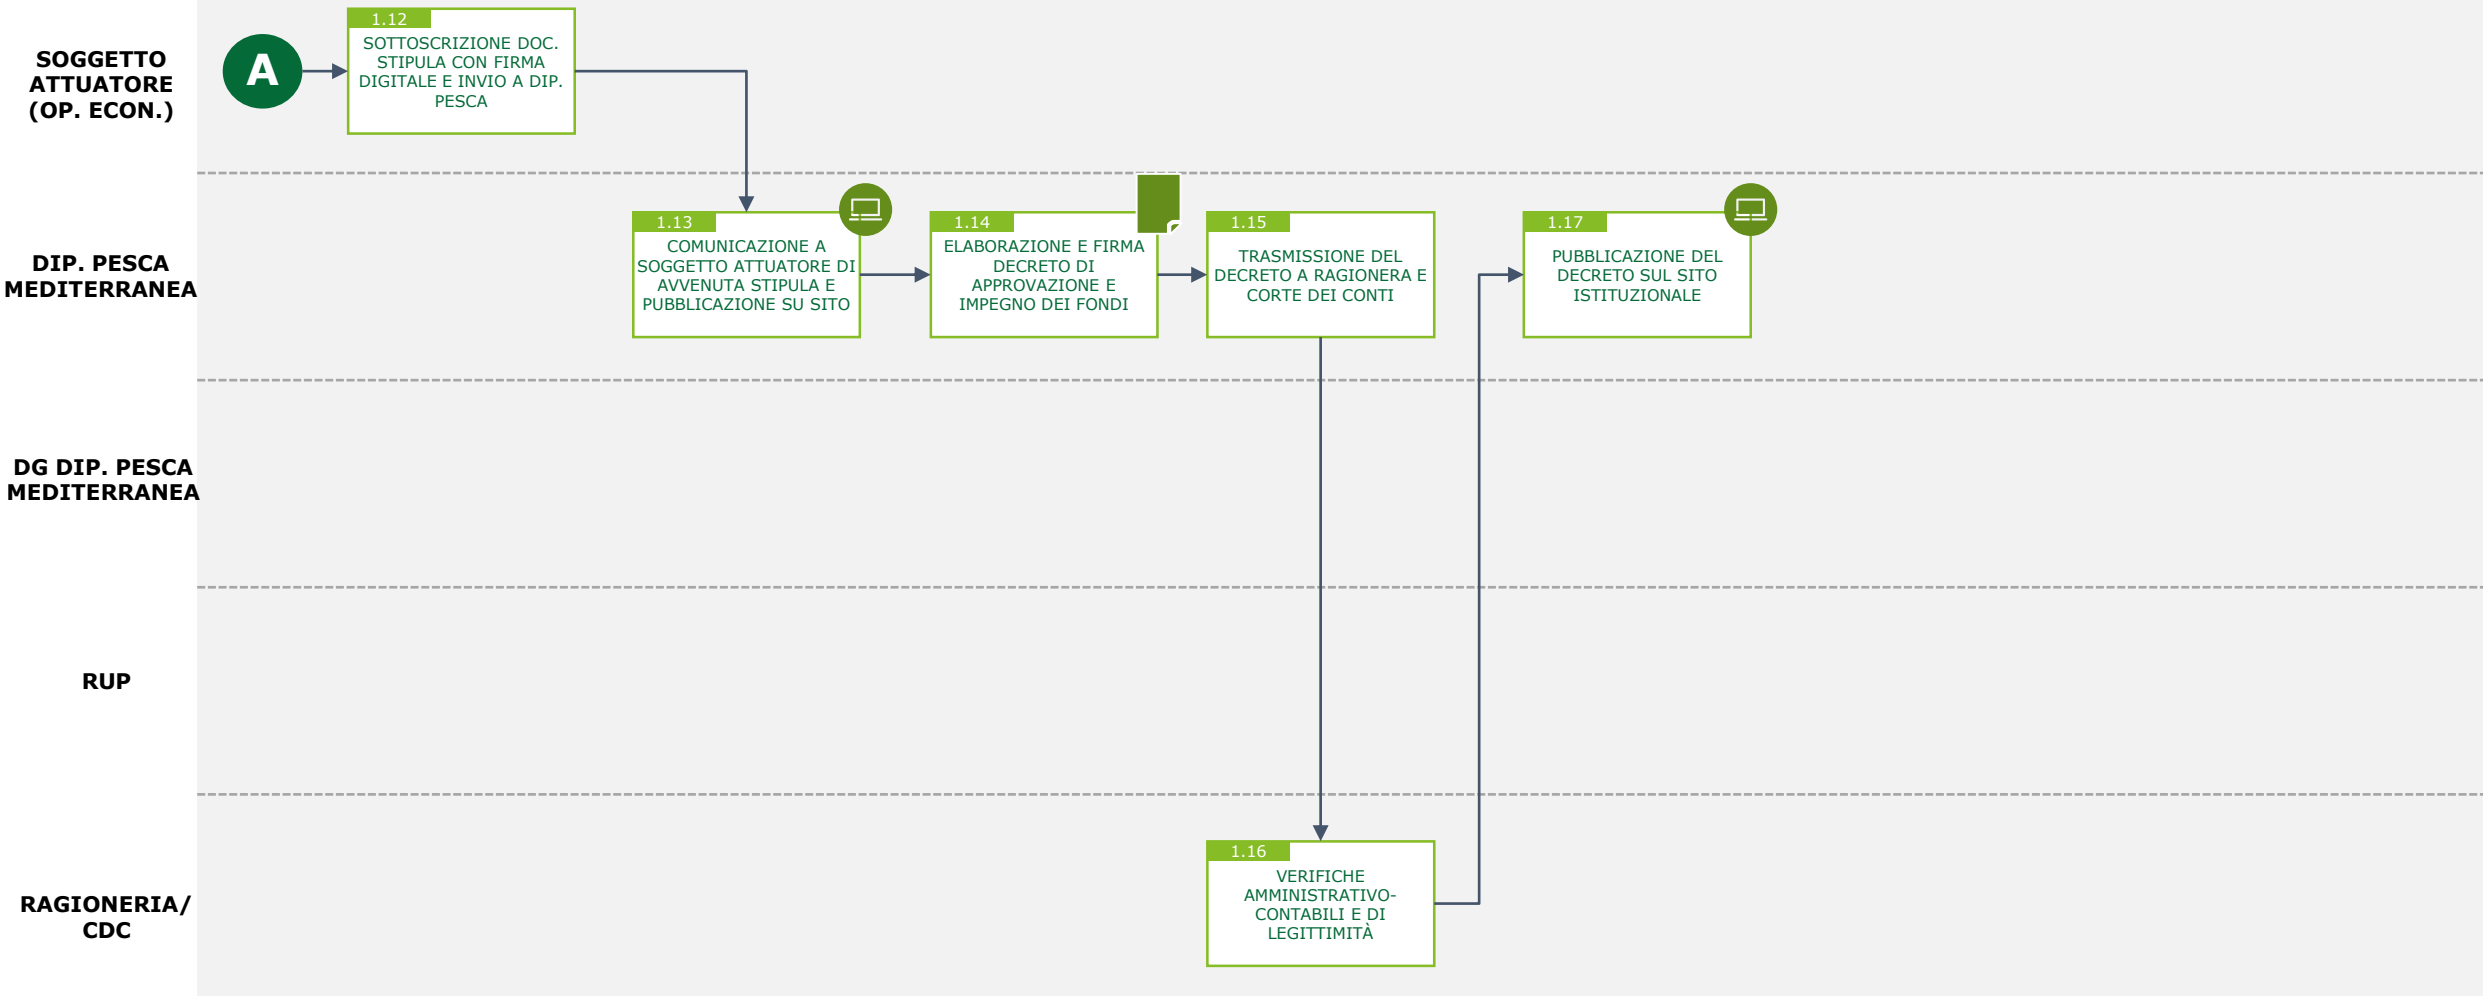 SOGGETTO
ATTUATORE
(OP. ECON.)
A
1.12
SOTTOSCRIZIONE DOC.
STIPULA CON FIRMA
DIGITALE E INVIO A DIP.
PESCA
DIP. PESCA
MEDITERRANEA
1.13
COMUNICAZIONE A
SOGGETTO ATTUATORE DI
AVVENUTA STIPULA E
PUBBLICAZIONE SU SITO
1.14
ELABORAZIONE E FIRMA
DECRETO DI
APPROVAZIONE E
IMPEGNO DEI FONDI
1.15
TRASMISSIONE DEL
DECRETO A RAGIONERA E
CORTE DEI CONTI
1.17
PUBBLICAZIONE DEL
DECRETO SUL SITO
ISTITUZIONALE
DG DIP. PESCA
MEDITERRANEA
RUP
RAGIONERIA/
CDC
1.16
VERIFICHE
AMMINISTRATIVO-
CONTABILI E DI
LEGITTIMITÀ